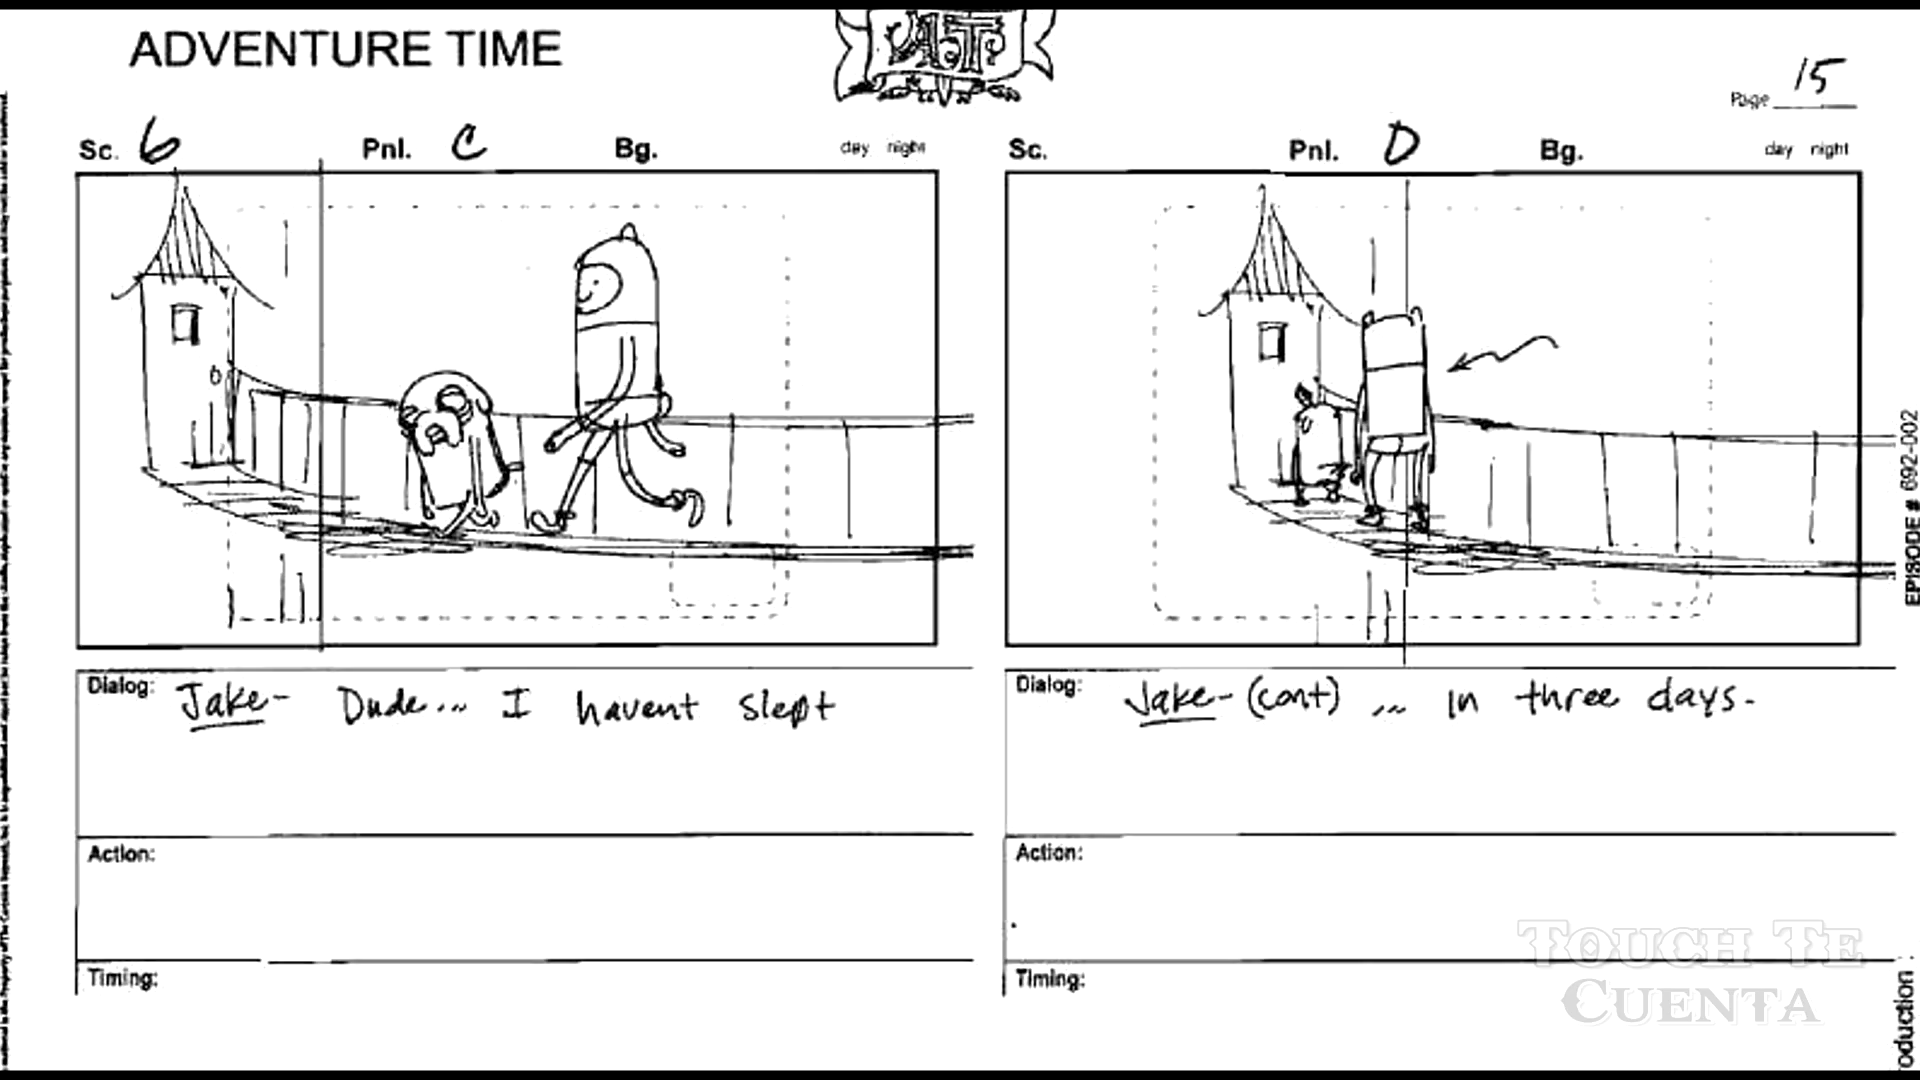 ADVENTURE TIME
Page 15
Sc. 6 Pnl. C Bg. day night
Sc. Pnl. D Bg. day night
EPISODE # 692-002
Dialog: Jake- Dude... I havent slept
Dialog: Jake- (cont) ... in three days.
Action:
Action:
Timing:
Timing:
TOUCH TE
CUENTA
oduction :